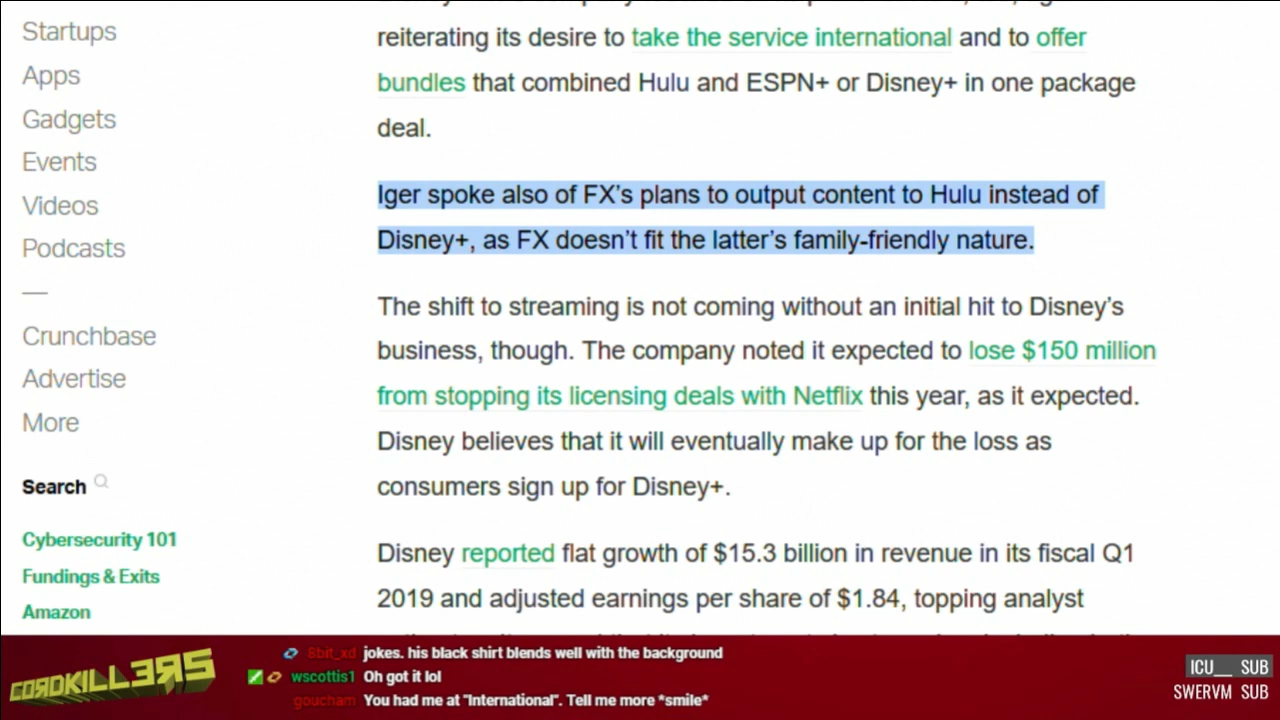 Startups
Apps
Gadgets
Events
Videos
Podcasts
—
Crunchbase
Advertise
More
Search
Cybersecurity 101
Fundings & Exits
Amazon
reiterating its desire to take the service international and to offer
bundles that combined Hulu and ESPN+ or Disney+ in one package
deal.
Iger spoke also of FX's plans to output content to Hulu instead of
Disney+, as FX doesn't fit the latter's family-friendly nature.
The shift to streaming is not coming without an initial hit to Disney's
business, though. The company noted it expected to lose $150 million
from stopping its licensing deals with Netflix this year, as it expected.
Disney believes that it will eventually make up for the loss as
consumers sign up for Disney+.
Disney reported flat growth of $15.3 billion in revenue in its fiscal Q1
2019 and adjusted earnings per share of $1.84, topping analyst
CORDKILLERS
8bit_xd jokes. his black shirt blends well with the background
wscottis1 Oh got it lol
goucham You had me at "International". Tell me more *smile*
ICU__ SUB
SWERVM SUB